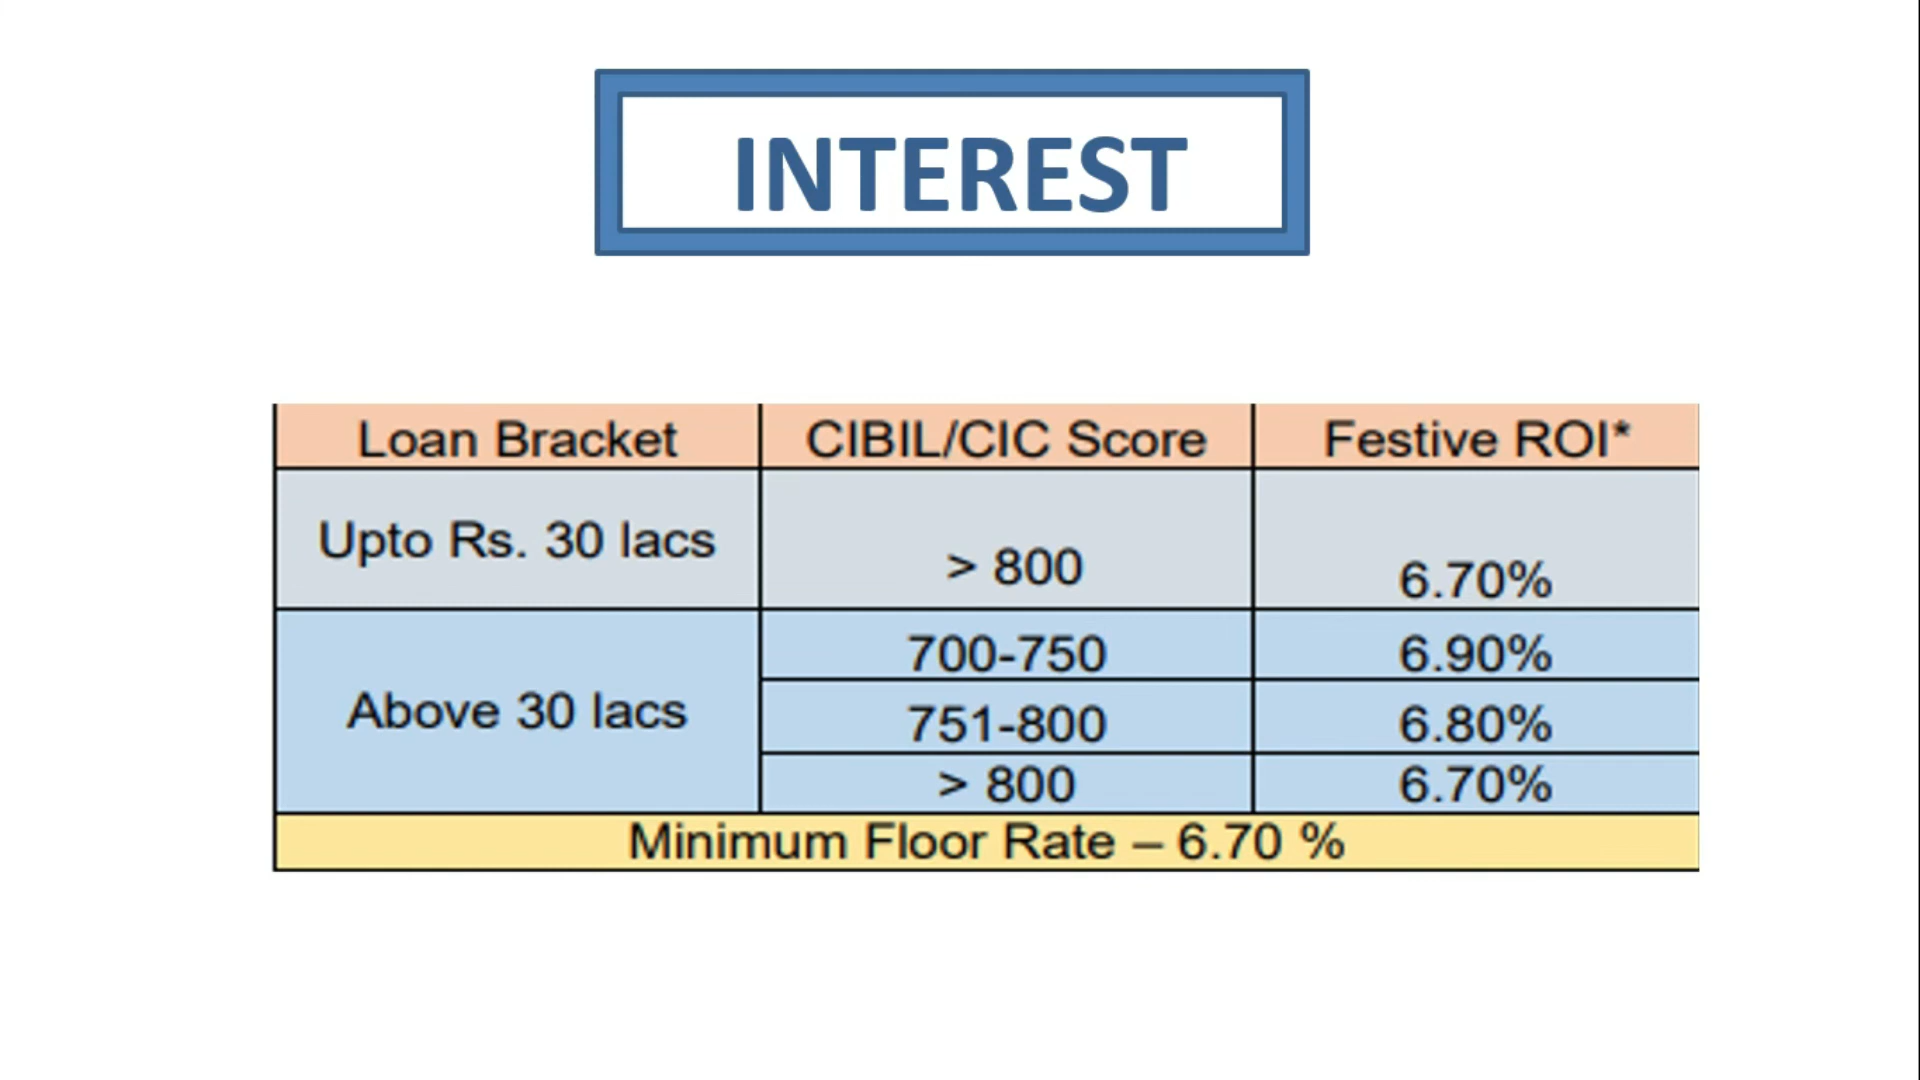 INTEREST
Loan Bracket CIBIL/CIC Score Festive ROI*
Upto Rs. 30 lacs > 800 6.70%
Above 30 lacs 700-750 6.90%
751-800 6.80%
> 800 6.70%
Minimum Floor Rate – 6.70 %